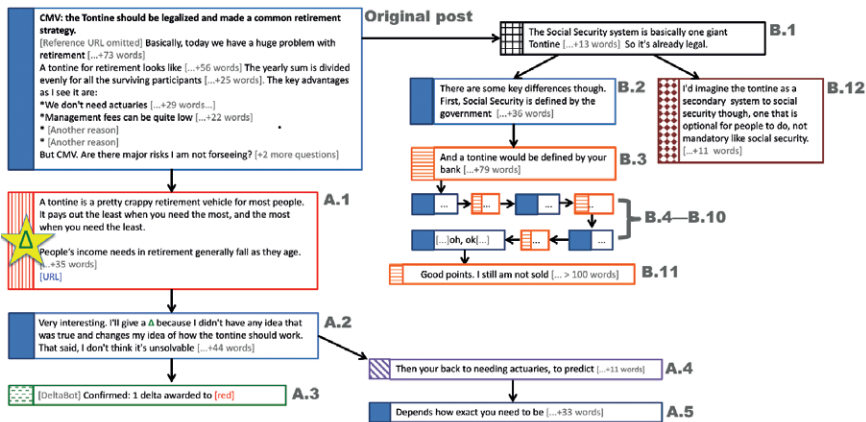 Original post
CMV: the Tontine should be legalized and made a common retirement
strategy.
[Reference URL omitted] Basically, today we have a huge problem with
retirement [...+73 words]
A tontine for retirement looks like [...+56 words] The yearly sum is divided
evenly for all the surviving participants [...+25 words]. The key advantages
as I see it are:
*We don't need actuaries [...+29 words...]
*Management fees can be quite low [...+22 words]
* [Another reason]
* [Another reason]
But CMV. Are there major risks I am not forseeing? [+2 more questions]
A.1
A tontine is a pretty crappy retirement vehicle for most people.
It pays out the least when you need the most, and the most
when you need the least.
Δ
People's income needs in retirement generally fall as they age.
[...+35 words]
[URL]
A.2
Very interesting. I'll give a Δ because I didn't have any idea that
was true and changes my idea of how the tontine should work.
That said, I don't think it's unsolvable [...+44 words]
A.3
[DeltaBot] Confirmed: 1 delta awarded to [red]
A.4
Then your back to needing actuaries, to predict [...+11 words]
A.5
Depends how exact you need to be [...+33 words]
B.1
The Social Security system is basically one giant
Tontine [...+13 words] So it's already legal.
B.2
There are some key differences though.
First, Social Security is defined by the
government [...+36 words]
B.12
I'd imagine the tontine as a
secondary system to social
security though, one that is
optional for people to do, not
mandatory like social security.
[...+11 words]
B.3
And a tontine would be defined by your
bank [...+79 words]
... ... ... ...
B.4—B.10
[...]oh, ok[...] ... ...
B.11
Good points. I still am not sold [... > 100 words]